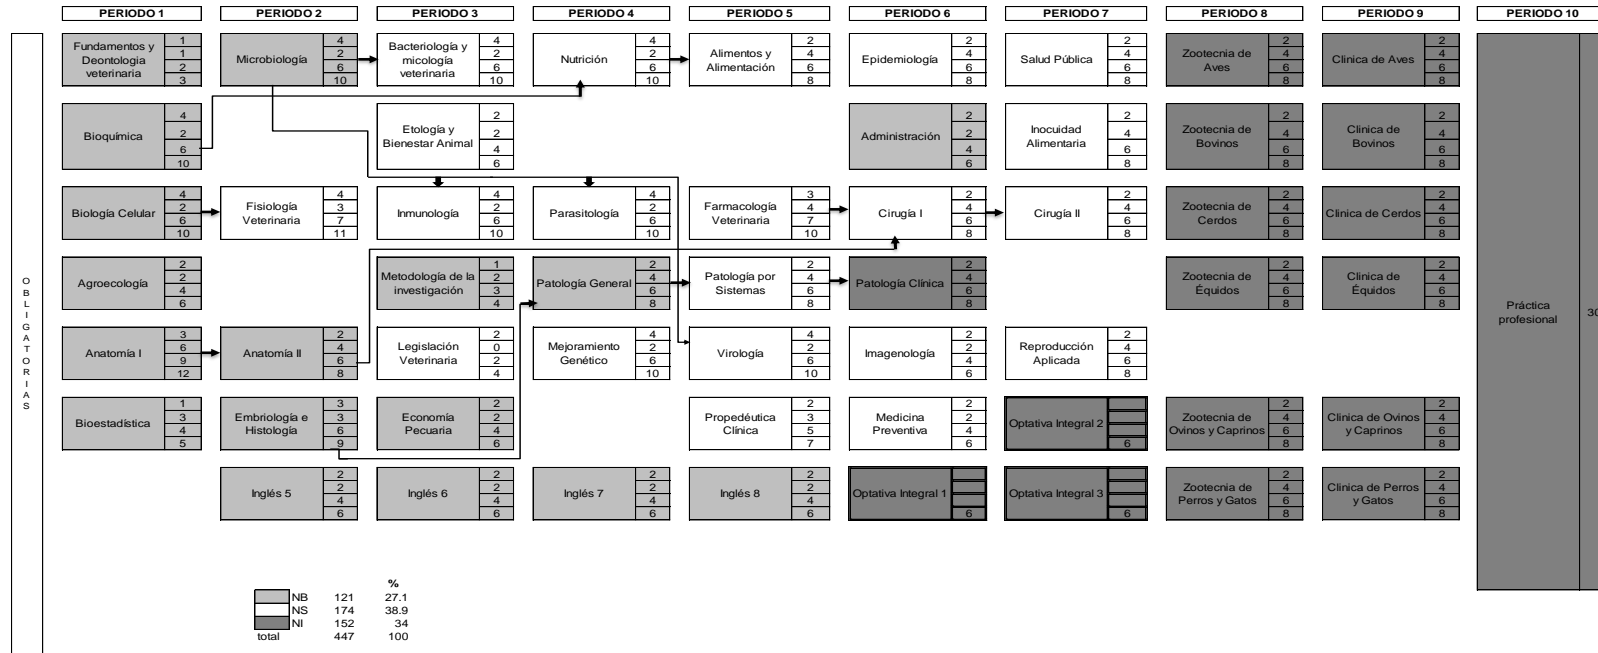 PERIODO 1
PERIODO 2
PERIODO 3
PERIODO 4
PERIODO 5
PERIODO 6
PERIODO 7
PERIODO 8
PERIODO 9
PERIODO 10
OBLIGATORIAS
Fundamentos y
Deontologia
veterinaria
1
1
2
3
Microbiología
4
2
6
10
Bacteriología y
micología
veterinaria
4
2
6
10
Nutrición
4
2
6
10
Alimentos y
Alimentación
2
4
6
8
Epidemiología
2
4
6
8
Salud Pública
2
4
6
8
Zootecnia de
Aves
2
4
6
8
Clinica de Aves
2
4
6
8
Bioquímica
4
2
6
10
Etología y
Bienestar Animal
2
2
4
6
Administración
2
2
4
6
Inocuidad
Alimentaria
2
4
6
8
Zootecnia de
Bovinos
2
4
6
8
Clinica de
Bovinos
2
4
6
8
Biología Celular
4
2
6
10
Fisiología
Veterinaria
4
3
7
11
Inmunología
4
2
6
10
Parasitología
4
2
6
10
Farmacología
Veterinaria
3
4
7
10
Cirugía I
2
4
6
8
Cirugía II
2
4
6
8
Zootecnia de
Cerdos
2
4
6
8
Clinica de Cerdos
2
4
6
8
Agroecología
2
2
4
6
Metodología de la
investigación
1
2
3
4
Patología General
2
4
6
8
Patología por
Sistemas
2
4
6
8
Patología Clínica
2
4
6
8
Zootecnia de
Équidos
2
4
6
8
Clinica de
Équidos
2
4
6
8
Práctica
profesional
30
Anatomía I
3
6
9
12
Anatomía II
2
4
6
8
Legislación
Veterinaria
2
0
2
4
Mejoramiento
Genético
4
2
6
10
Virología
4
2
6
10
Imagenología
2
2
4
6
Reproducción
Aplicada
2
4
6
8
Bioestadística
1
3
4
5
Embriología e
Histología
3
3
6
9
Economía
Pecuaria
2
2
4
6
Propedéutica
Clínica
2
3
5
7
Medicina
Preventiva
2
2
4
6
Optativa Integral 2
6
Zootecnia de
Ovinos y Caprinos
2
4
6
8
Clinica de Ovinos
y Caprinos
2
4
6
8
Inglés 5
2
2
4
6
Inglés 6
2
2
4
6
Inglés 7
2
2
4
6
Inglés 8
2
2
4
6
Optativa Integral 1
6
Optativa Integral 3
6
Zootecnia de
Perros y Gatos
2
4
6
8
Clinica de Perros
y Gatos
2
4
6
8
%
NB 121 27.1
NS 174 38.9
NI 152 34
total 447 100